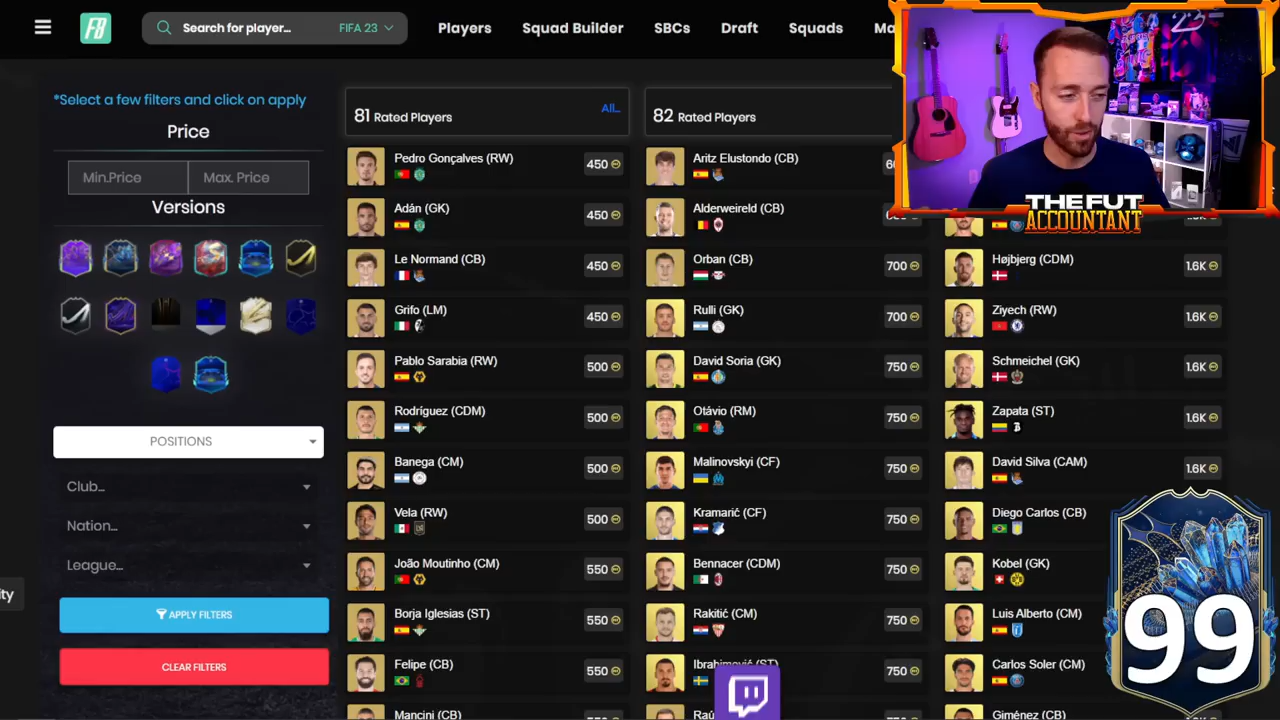 FB
Search for player...
FIFA 23
Players
Squad Builder
SBCs
Draft
Squads
23
THE FUT
ACCOUNTANT
*Select a few filters and click on apply
Price
Min.Price
Max. Price
Versions
POSITIONS
Club...
Nation...
League...
APPLY FILTERS
CLEAR FILTERS
ity
81 Rated Players
All...
Pedro Gonçalves (RW)
450
Adán (GK)
450
Le Normand (CB)
450
Grifo (LM)
450
Pablo Sarabia (RW)
500
Rodríguez (CDM)
500
Banega (CM)
500
Vela (RW)
500
João Moutinho (CM)
550
Borja Iglesias (ST)
550
Felipe (CB)
550
Mancini (CB)
82 Rated Players
Aritz Elustondo (CB)
Alderweireld (CB)
Orban (CB)
700
Rulli (GK)
700
David Soria (GK)
750
Otávio (RM)
750
Malinovskyi (CF)
750
Kramarić (CF)
750
Bennacer (CDM)
750
Rakitić (CM)
750
Ibrahimović (ST)
750
Højbjerg (CDM)
1.6K
Ziyech (RW)
1.6K
Schmeichel (GK)
1.6K
Zapata (ST)
1.6K
David Silva (CAM)
1.6K
Diego Carlos (CB)
Kobel (GK)
Luis Alberto (CM)
Carlos Soler (CM)
Giménez (CB)
99